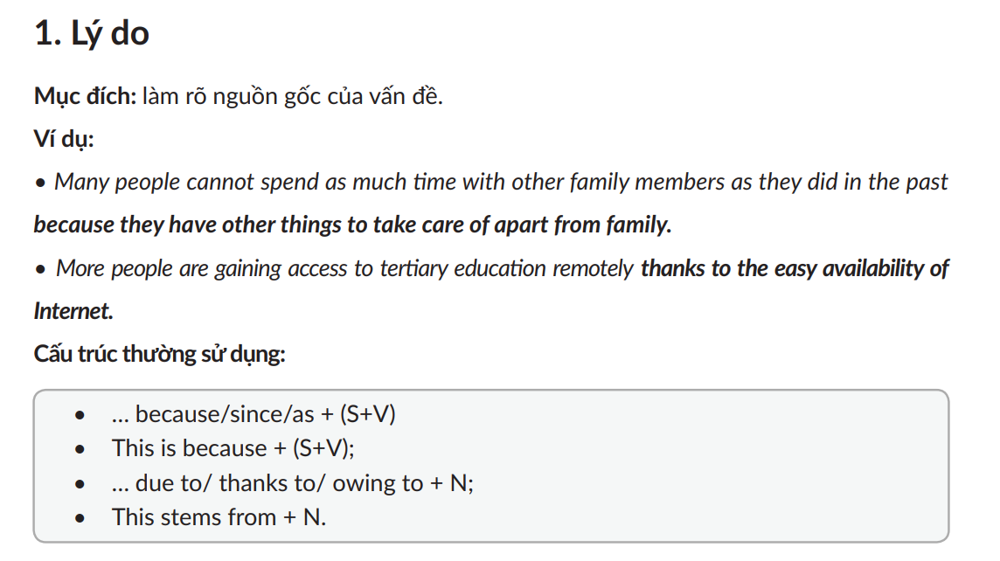 1. Lý do
Mục đích: làm rõ nguồn gốc của vấn đề.
Ví dụ:
• Many people cannot spend as much time with other family members as they did in the past
because they have other things to take care of apart from family.
• More people are gaining access to tertiary education remotely thanks to the easy availability of
Internet.
Cấu trúc thường sử dụng:
• ... because/since/as + (S+V)
• This is because + (S+V);
• ... due to/ thanks to/ owing to + N;
• This stems from + N.